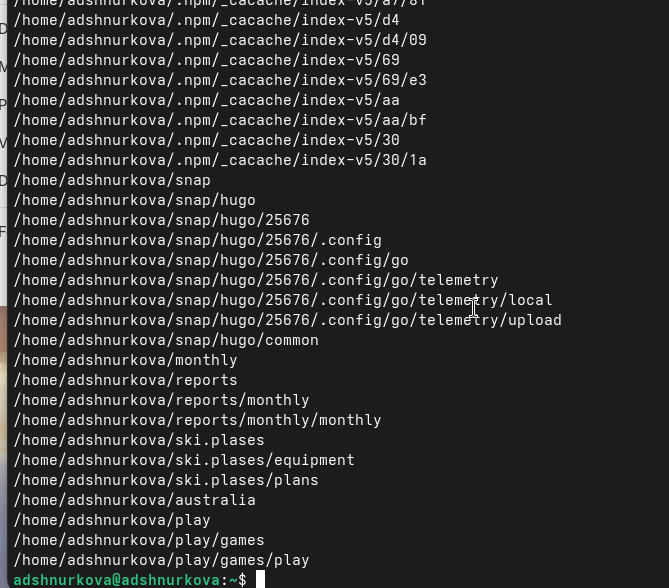 /home/adshnurkova/.npm/_cacache/index-v5/a7/8f
/home/adshnurkova/.npm/_cacache/index-v5/d4
/home/adshnurkova/.npm/_cacache/index-v5/d4/09
/home/adshnurkova/.npm/_cacache/index-v5/69
/home/adshnurkova/.npm/_cacache/index-v5/69/e3
/home/adshnurkova/.npm/_cacache/index-v5/aa
/home/adshnurkova/.npm/_cacache/index-v5/aa/bf
/home/adshnurkova/.npm/_cacache/index-v5/30
/home/adshnurkova/.npm/_cacache/index-v5/30/1a
/home/adshnurkova/snap
/home/adshnurkova/snap/hugo
/home/adshnurkova/snap/hugo/25676
/home/adshnurkova/snap/hugo/25676/.config
/home/adshnurkova/snap/hugo/25676/.config/go
/home/adshnurkova/snap/hugo/25676/.config/go/telemetry
/home/adshnurkova/snap/hugo/25676/.config/go/telemetry/local
/home/adshnurkova/snap/hugo/25676/.config/go/telemetry/upload
/home/adshnurkova/snap/hugo/common
/home/adshnurkova/monthly
/home/adshnurkova/reports
/home/adshnurkova/reports/monthly
/home/adshnurkova/reports/monthly/monthly
/home/adshnurkova/ski.plases
/home/adshnurkova/ski.plases/equipment
/home/adshnurkova/ski.plases/plans
/home/adshnurkova/australia
/home/adshnurkova/play
/home/adshnurkova/play/games
/home/adshnurkova/play/games/play
adshnurkova@adshnurkova:~$